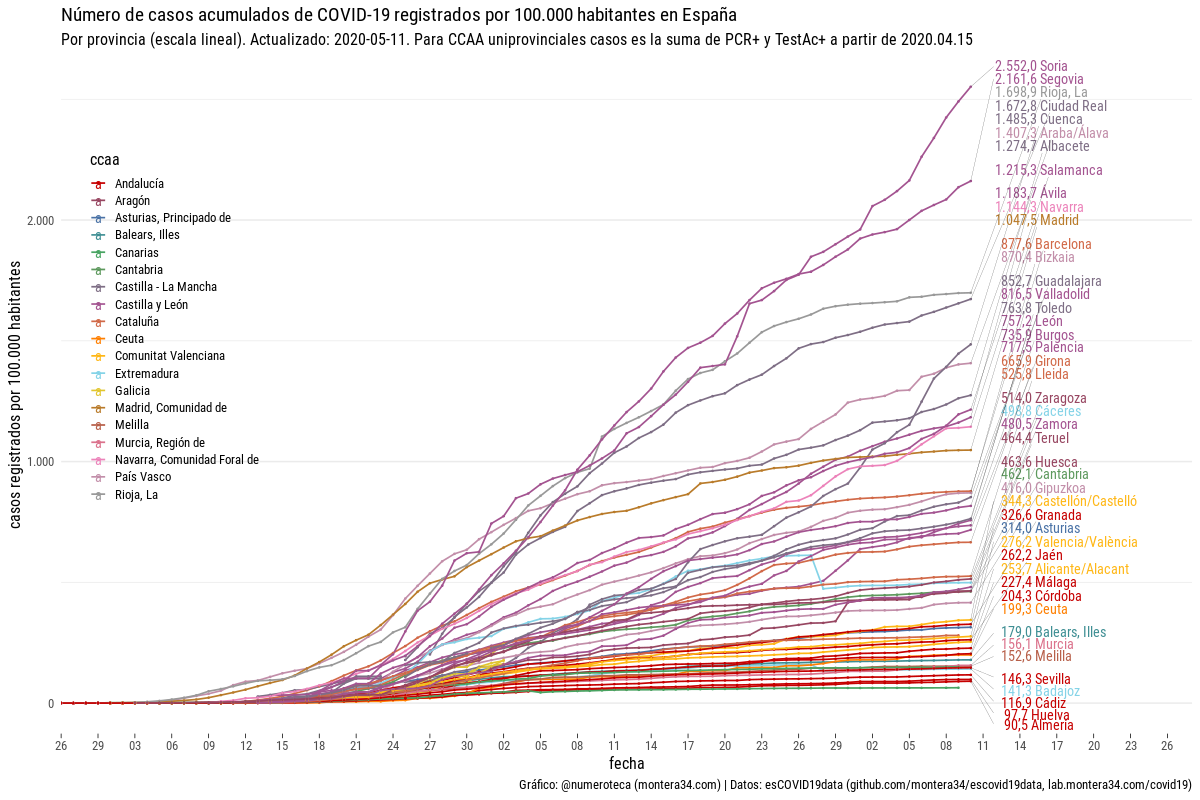 Número de casos acumulados de COVID-19 registrados por 100.000 habitantes en España
Por provincia (escala lineal). Actualizado: 2020-05-11. Para CCAA uniprovinciales casos es la suma de PCR+ y TestAc+ a partir de 2020.04.15
casos registrados por 100.000 habitantes
2.000
1.000
0
ccaa
Andalucía
Aragón
Asturias, Principado de
Balears, Illes
Canarias
Cantabria
Castilla - La Mancha
Castilla y León
Cataluña
Ceuta
Comunitat Valenciana
Extremadura
Galicia
Madrid, Comunidad de
Melilla
Murcia, Región de
Navarra, Comunidad Foral de
País Vasco
Rioja, La
2.552,0 Soria
2.161,6 Segovia
1.698,9 Rioja, La
1.672,8 Ciudad Real
1.485,3 Cuenca
1.407,3 Araba/Álava
1.274,7 Albacete
1.215,3 Salamanca
1.183,7 Ávila
1.144,3 Navarra
1.047,5 Madrid
877,6 Barcelona
870,4 Bizkaia
852,7 Guadalajara
816,5 Valladolid
763,8 Toledo
757,2 León
735,9 Burgos
717,5 Palencia
665,9 Girona
525,8 Lleida
514,0 Zaragoza
498,8 Cáceres
480,5 Zamora
464,4 Teruel
463,6 Huesca
462,1 Cantabria
416,0 Gipuzkoa
344,3 Castellón/Castelló
326,6 Granada
314,0 Asturias
276,2 Valencia/València
262,2 Jaén
253,7 Alicante/Alacant
227,4 Málaga
204,3 Córdoba
199,3 Ceuta
179,0 Balears, Illes
156,1 Murcia
152,6 Melilla
146,3 Sevilla
141,3 Badajoz
116,9 Cádiz
97,7 Huelva
90,5 Almería
26 29 03 06 09 12 15 18 21 24 27 30 02 05 08 11 14 17 20 23 26 29 02 05 08 11 14 17 20 23 26
fecha
Gráfico: @numeroteca (montera34.com) | Datos: esCOVID19data (github.com/montera34/escovid19data, lab.montera34.com/covid19)